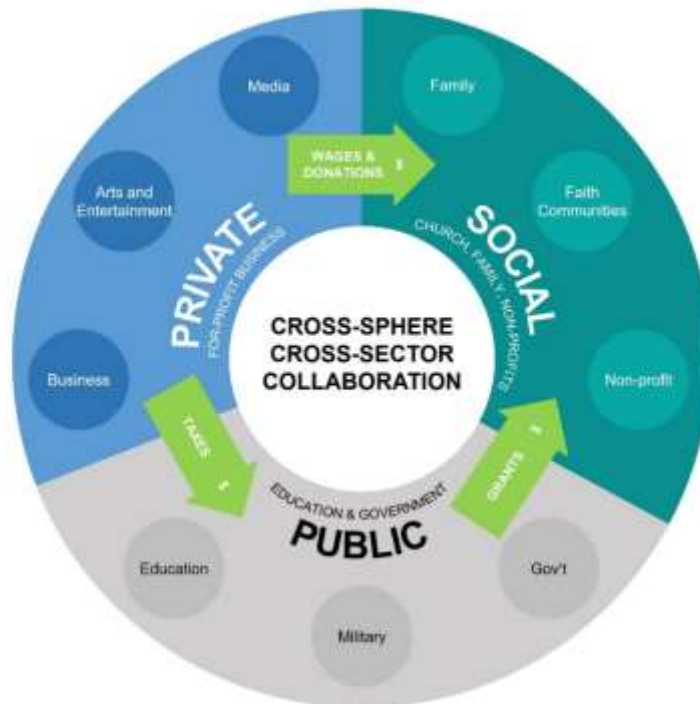 Media
Family
WAGES &
DONATIONS $
Arts and
Entertainment
Faith
Communities
PRIVATE
FOR-PROFIT BUSINESS
SOCIAL
CHURCH, FAMILY, NON-PROFITS
CROSS-SPHERE
CROSS-SECTOR
COLLABORATION
Business
Non-profit
TAXES $
GRANTS $
EDUCATION & GOVERNMENT
PUBLIC
Education
Gov't
Military